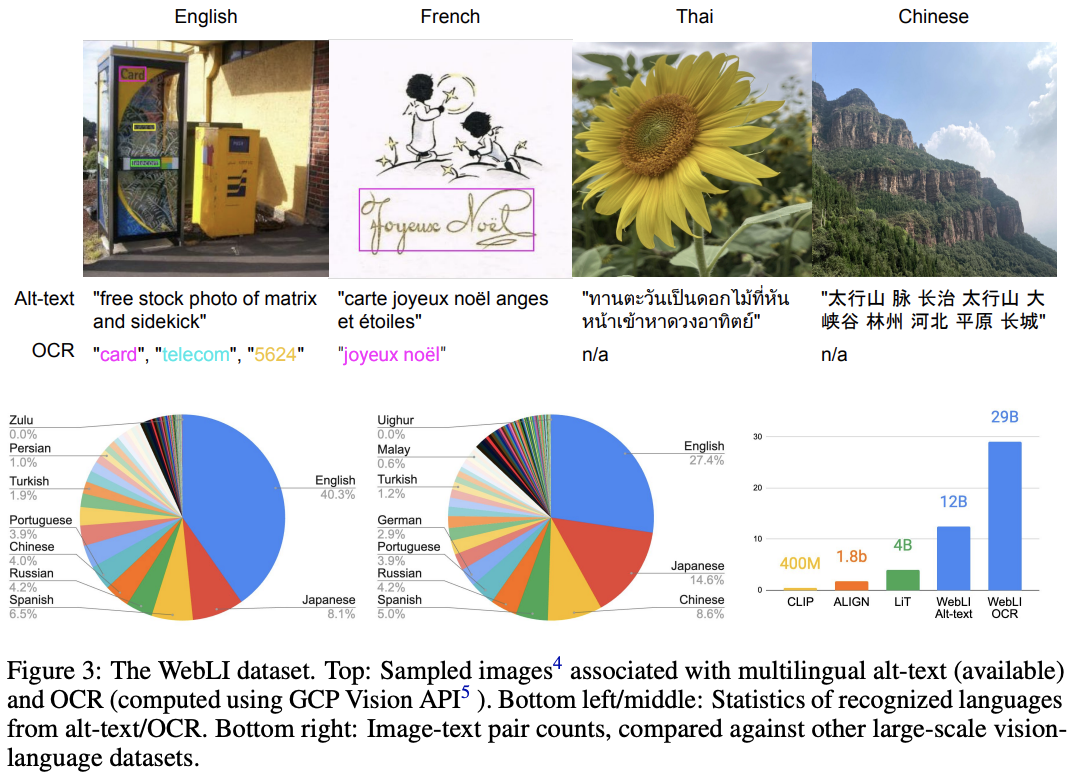 English French Thai Chinese
Card
telecom
Joyeux Noël
Alt-text "free stock photo of matrix and sidekick" "carte joyeux noël anges et étoiles" "ทานตะวันเป็นดอกไม้ที่หันหน้าเข้าหาดวงอาทิตย์" "太行山 脉 长治 太行山 大峡谷 林州 河北 平原 长城"
OCR "card", "telecom", "5624" "joyeux noël" n/a n/a
Zulu
0.0%
Persian
1.0%
Turkish
1.9%
Portuguese
3.9%
Chinese
4.0%
Russian
4.2%
Spanish
6.5%
English
40.3%
Japanese
8.1%
Uighur
0.0%
Malay
0.6%
Turkish
1.2%
German
2.9%
Portuguese
3.9%
Russian
4.2%
Spanish
5.0%
English
27.4%
Japanese
14.6%
Chinese
8.6%
30
20
10
0
400M
1.8b
4B
12B
29B
CLIP
ALIGN
LiT
WebLI
Alt-text
WebLI
OCR
Figure 3: The WebLI dataset. Top: Sampled images4 associated with multilingual alt-text (available)
and OCR (computed using GCP Vision API5 ). Bottom left/middle: Statistics of recognized languages
from alt-text/OCR. Bottom right: Image-text pair counts, compared against other large-scale vision-
language datasets.